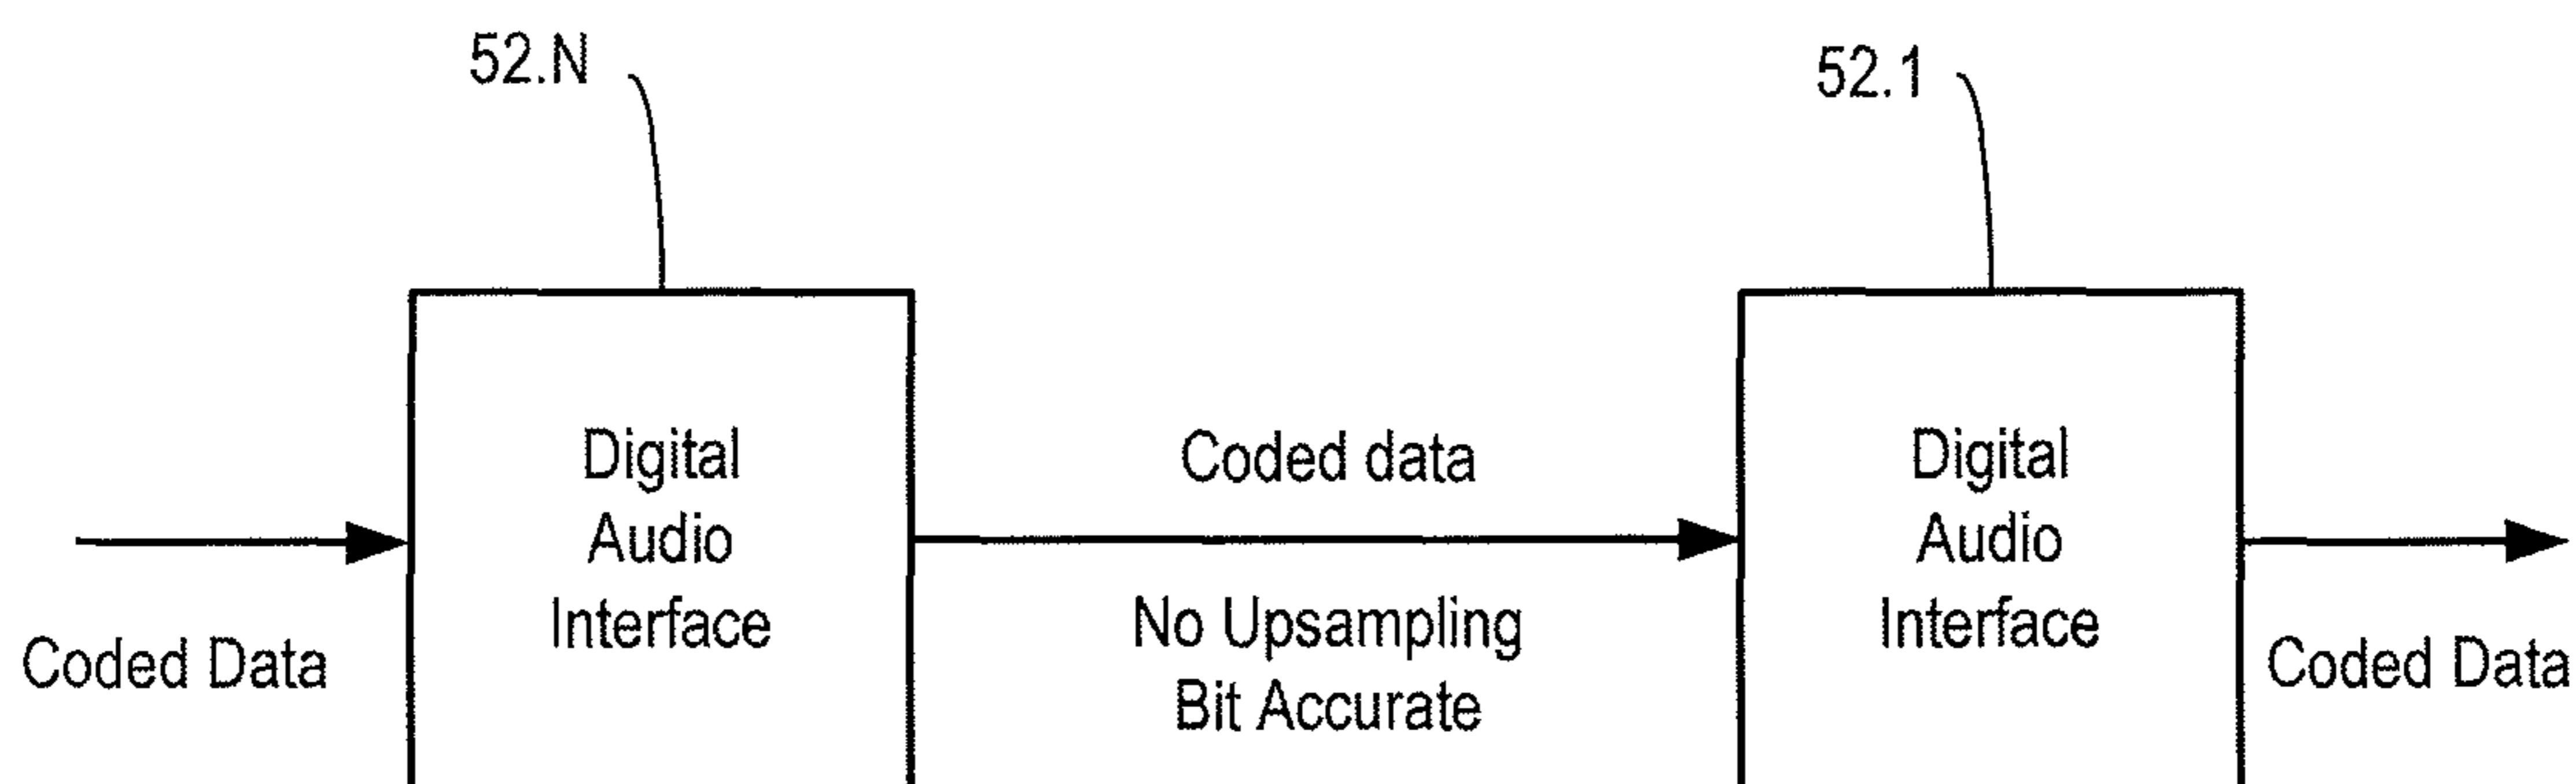 52.N
52.1
Digital
Audio
Interface
Coded data
No Upsampling
Bit Accurate
Digital
Audio
Interface
Coded Data
Coded Data